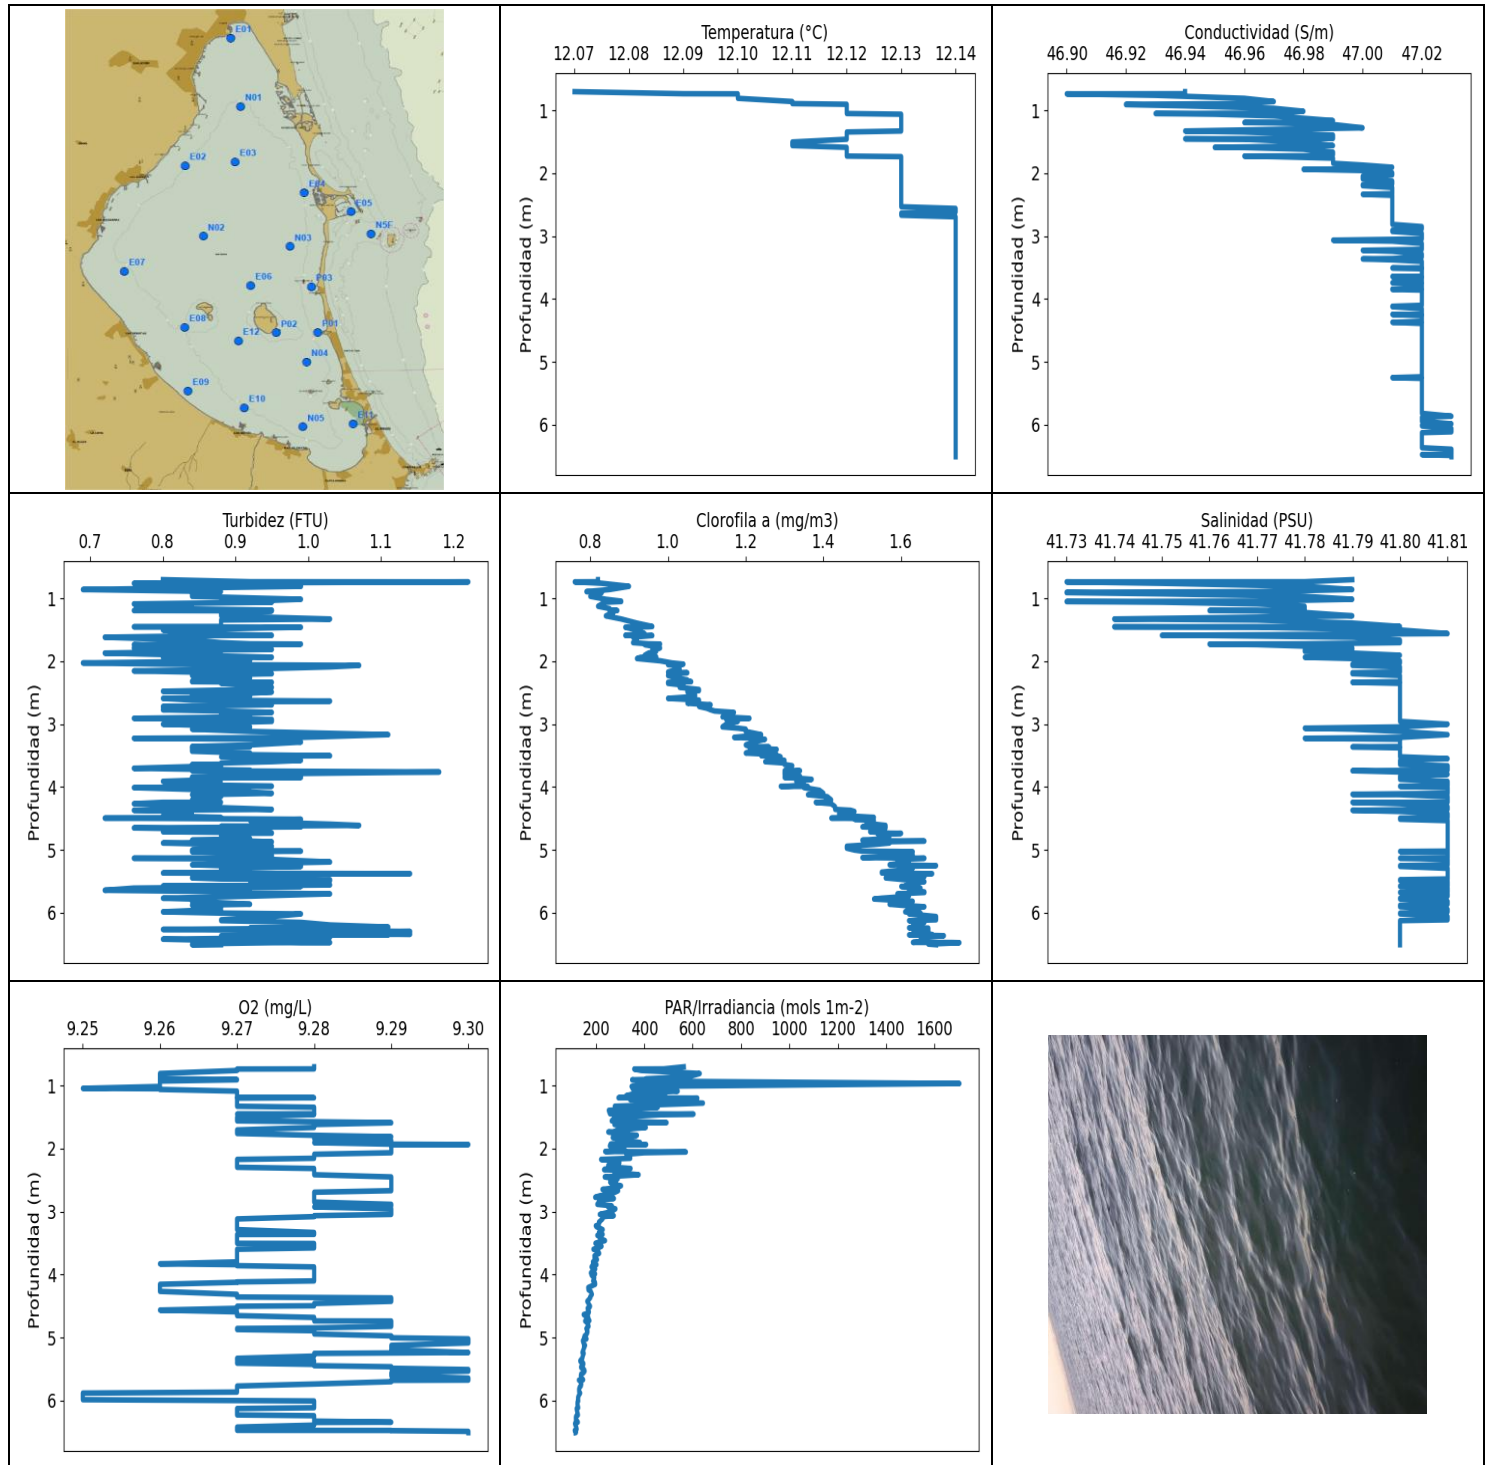 E01
N01
E02
E03
E04
E05
N5E
N02
N03
E07
E06
P03
E08
P02
P01
E12
N04
E09
E10
N05
E11
Temperatura (°C)
12.07 12.08 12.09 12.10 12.11 12.12 12.13 12.14
Profundidad (m)
1
2
3
4
5
6
Conductividad (S/m)
46.90 46.92 46.94 46.96 46.98 47.00 47.02
Profundidad (m)
1
2
3
4
5
6
Turbidez (FTU)
0.7 0.8 0.9 1.0 1.1 1.2
Profundidad (m)
1
2
3
4
5
6
Clorofila a (mg/m3)
0.8 1.0 1.2 1.4 1.6
Profundidad (m)
1
2
3
4
5
6
Salinidad (PSU)
41.73 41.74 41.75 41.76 41.77 41.78 41.79 41.80 41.81
Profundidad (m)
1
2
3
4
5
6
O2 (mg/L)
9.25 9.26 9.27 9.28 9.29 9.30
Profundidad (m)
1
2
3
4
5
6
PAR/Irradiancia (mols 1m-2)
200 400 600 800 1000 1200 1400 1600
Profundidad (m)
1
2
3
4
5
6